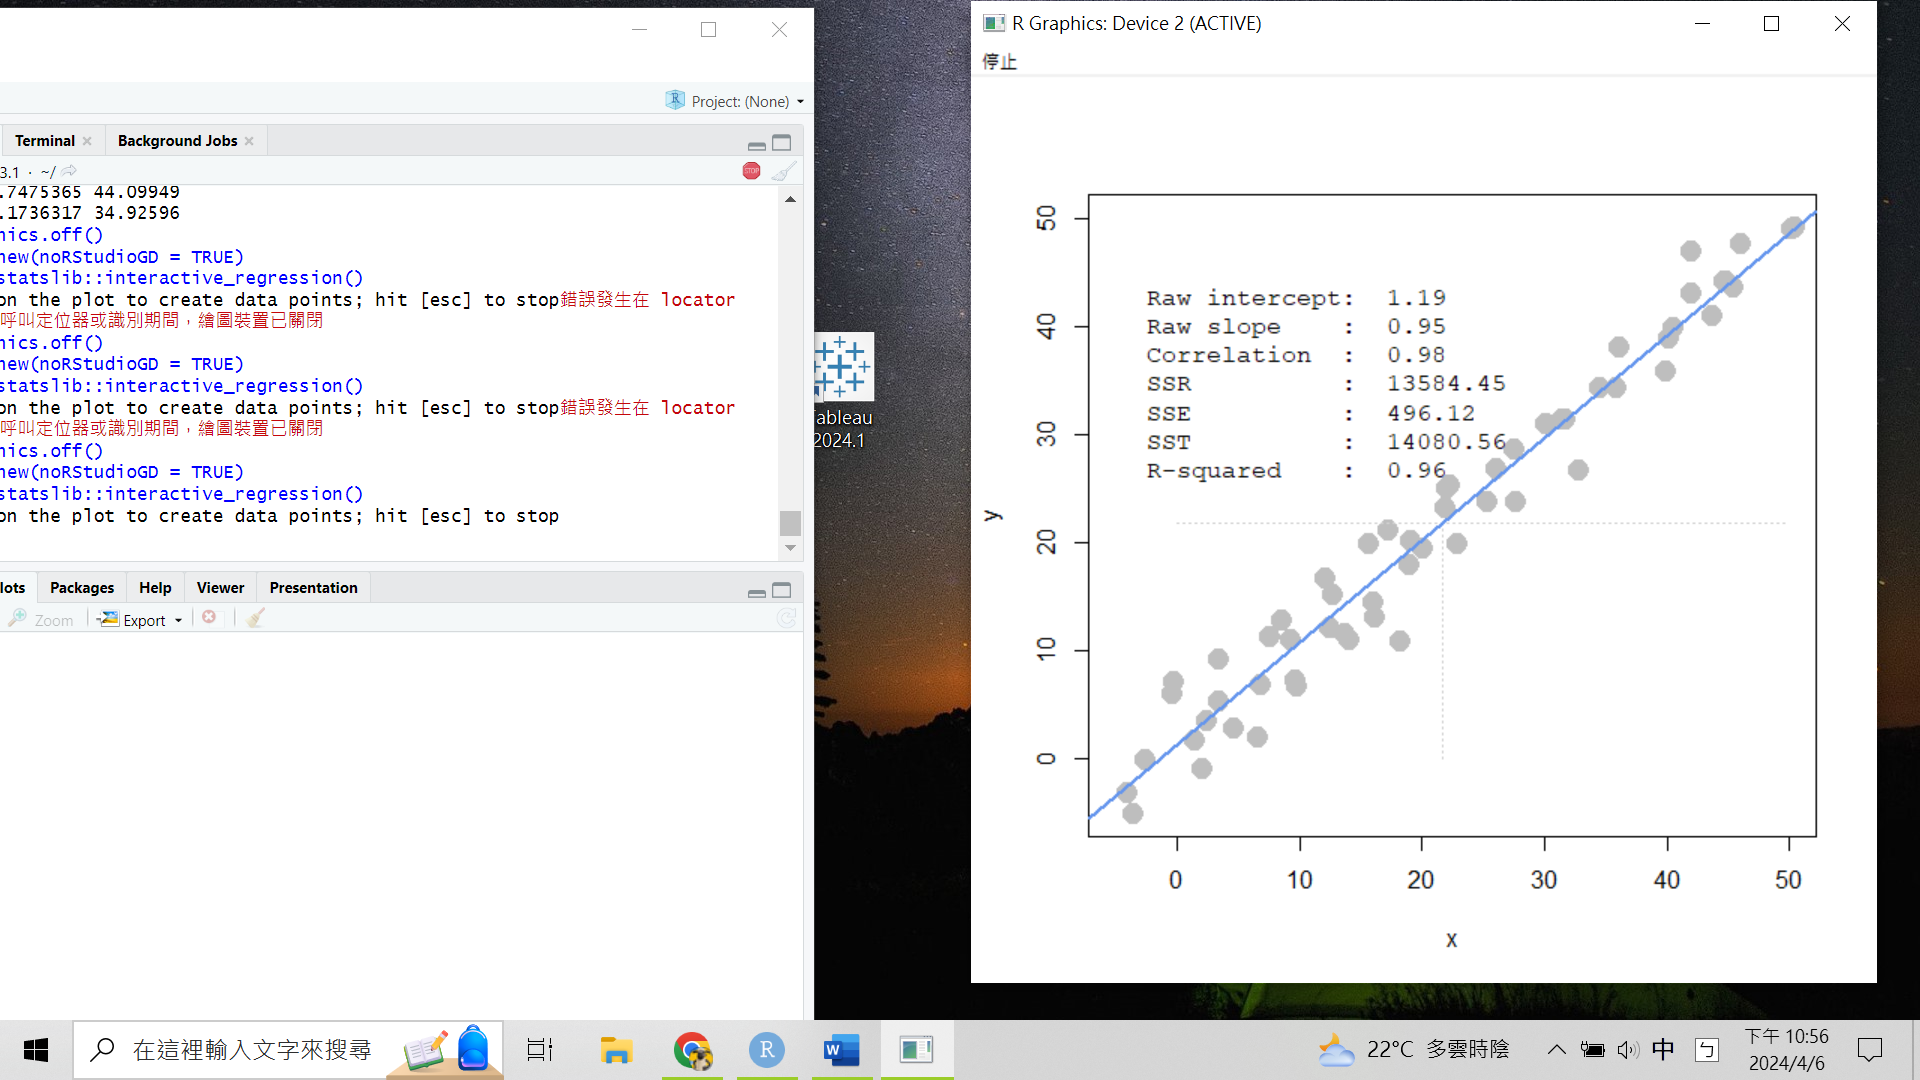 Project: (None)
Terminal
Background Jobs
3.1 · ~/
STOP
.7475365 44.09949
.1736317 34.92596
nics.off()
new(noRStudioGD = TRUE)
statslib::interactive_regression()
on the plot to create data points; hit [esc] to stop錯誤發生在 locator
呼叫定位器或識別期間，繪圖裝置已關閉
nics.off()
new(noRStudioGD = TRUE)
statslib::interactive_regression()
on the plot to create data points; hit [esc] to stop錯誤發生在 locator
呼叫定位器或識別期間，繪圖裝置已關閉
nics.off()
new(noRStudioGD = TRUE)
statslib::interactive_regression()
on the plot to create data points; hit [esc] to stop
lots
Packages
Help
Viewer
Presentation
Zoom
Export
Tableau
2024.1
R Graphics: Device 2 (ACTIVE)
停止
Raw intercept: 1.19
Raw slope : 0.95
Correlation : 0.98
SSR : 13584.45
SSE : 496.12
SST : 14080.56
R-squared : 0.96
y
50
40
30
20
10
0
0 10 20 30 40 50
x
在這裡輸入文字來搜尋
22°C 多雲時陰
中
ㄅ
下午 10:56
2024/4/6